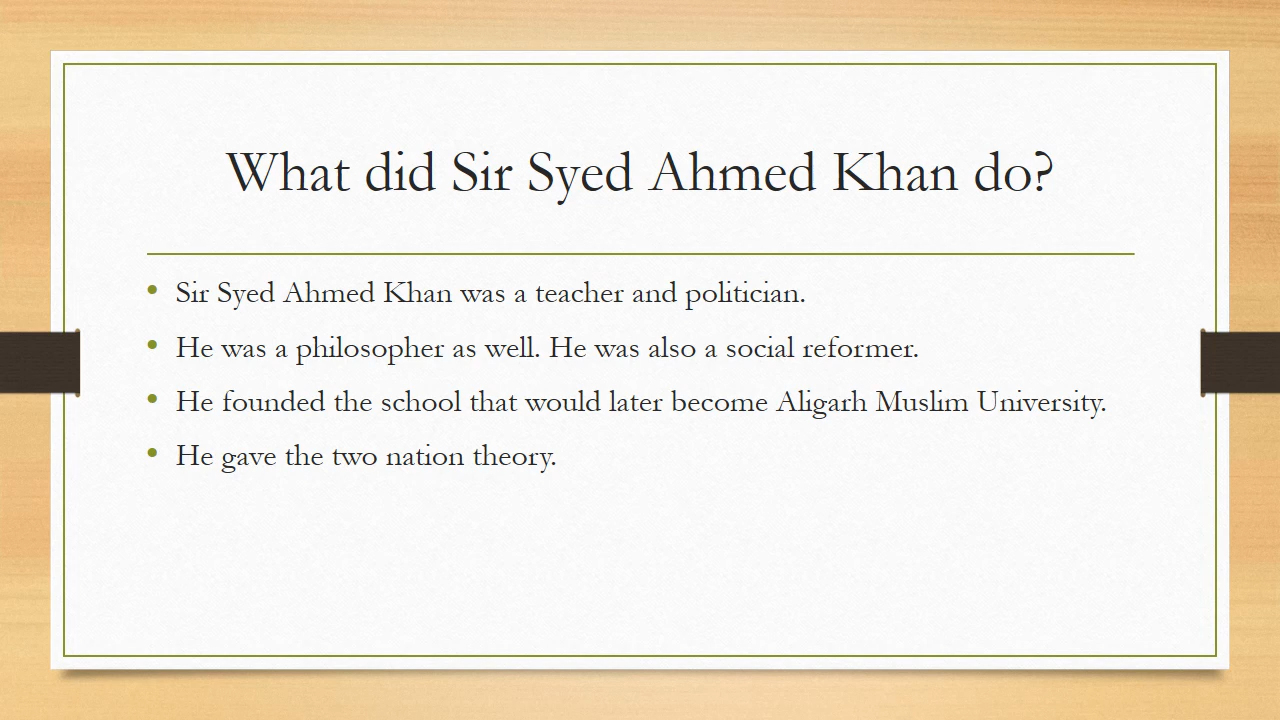 What did Sir Syed Ahmed Khan do?
• Sir Syed Ahmed Khan was a teacher and politician.
• He was a philosopher as well. He was also a social reformer.
• He founded the school that would later become Aligarh Muslim University.
• He gave the two nation theory.